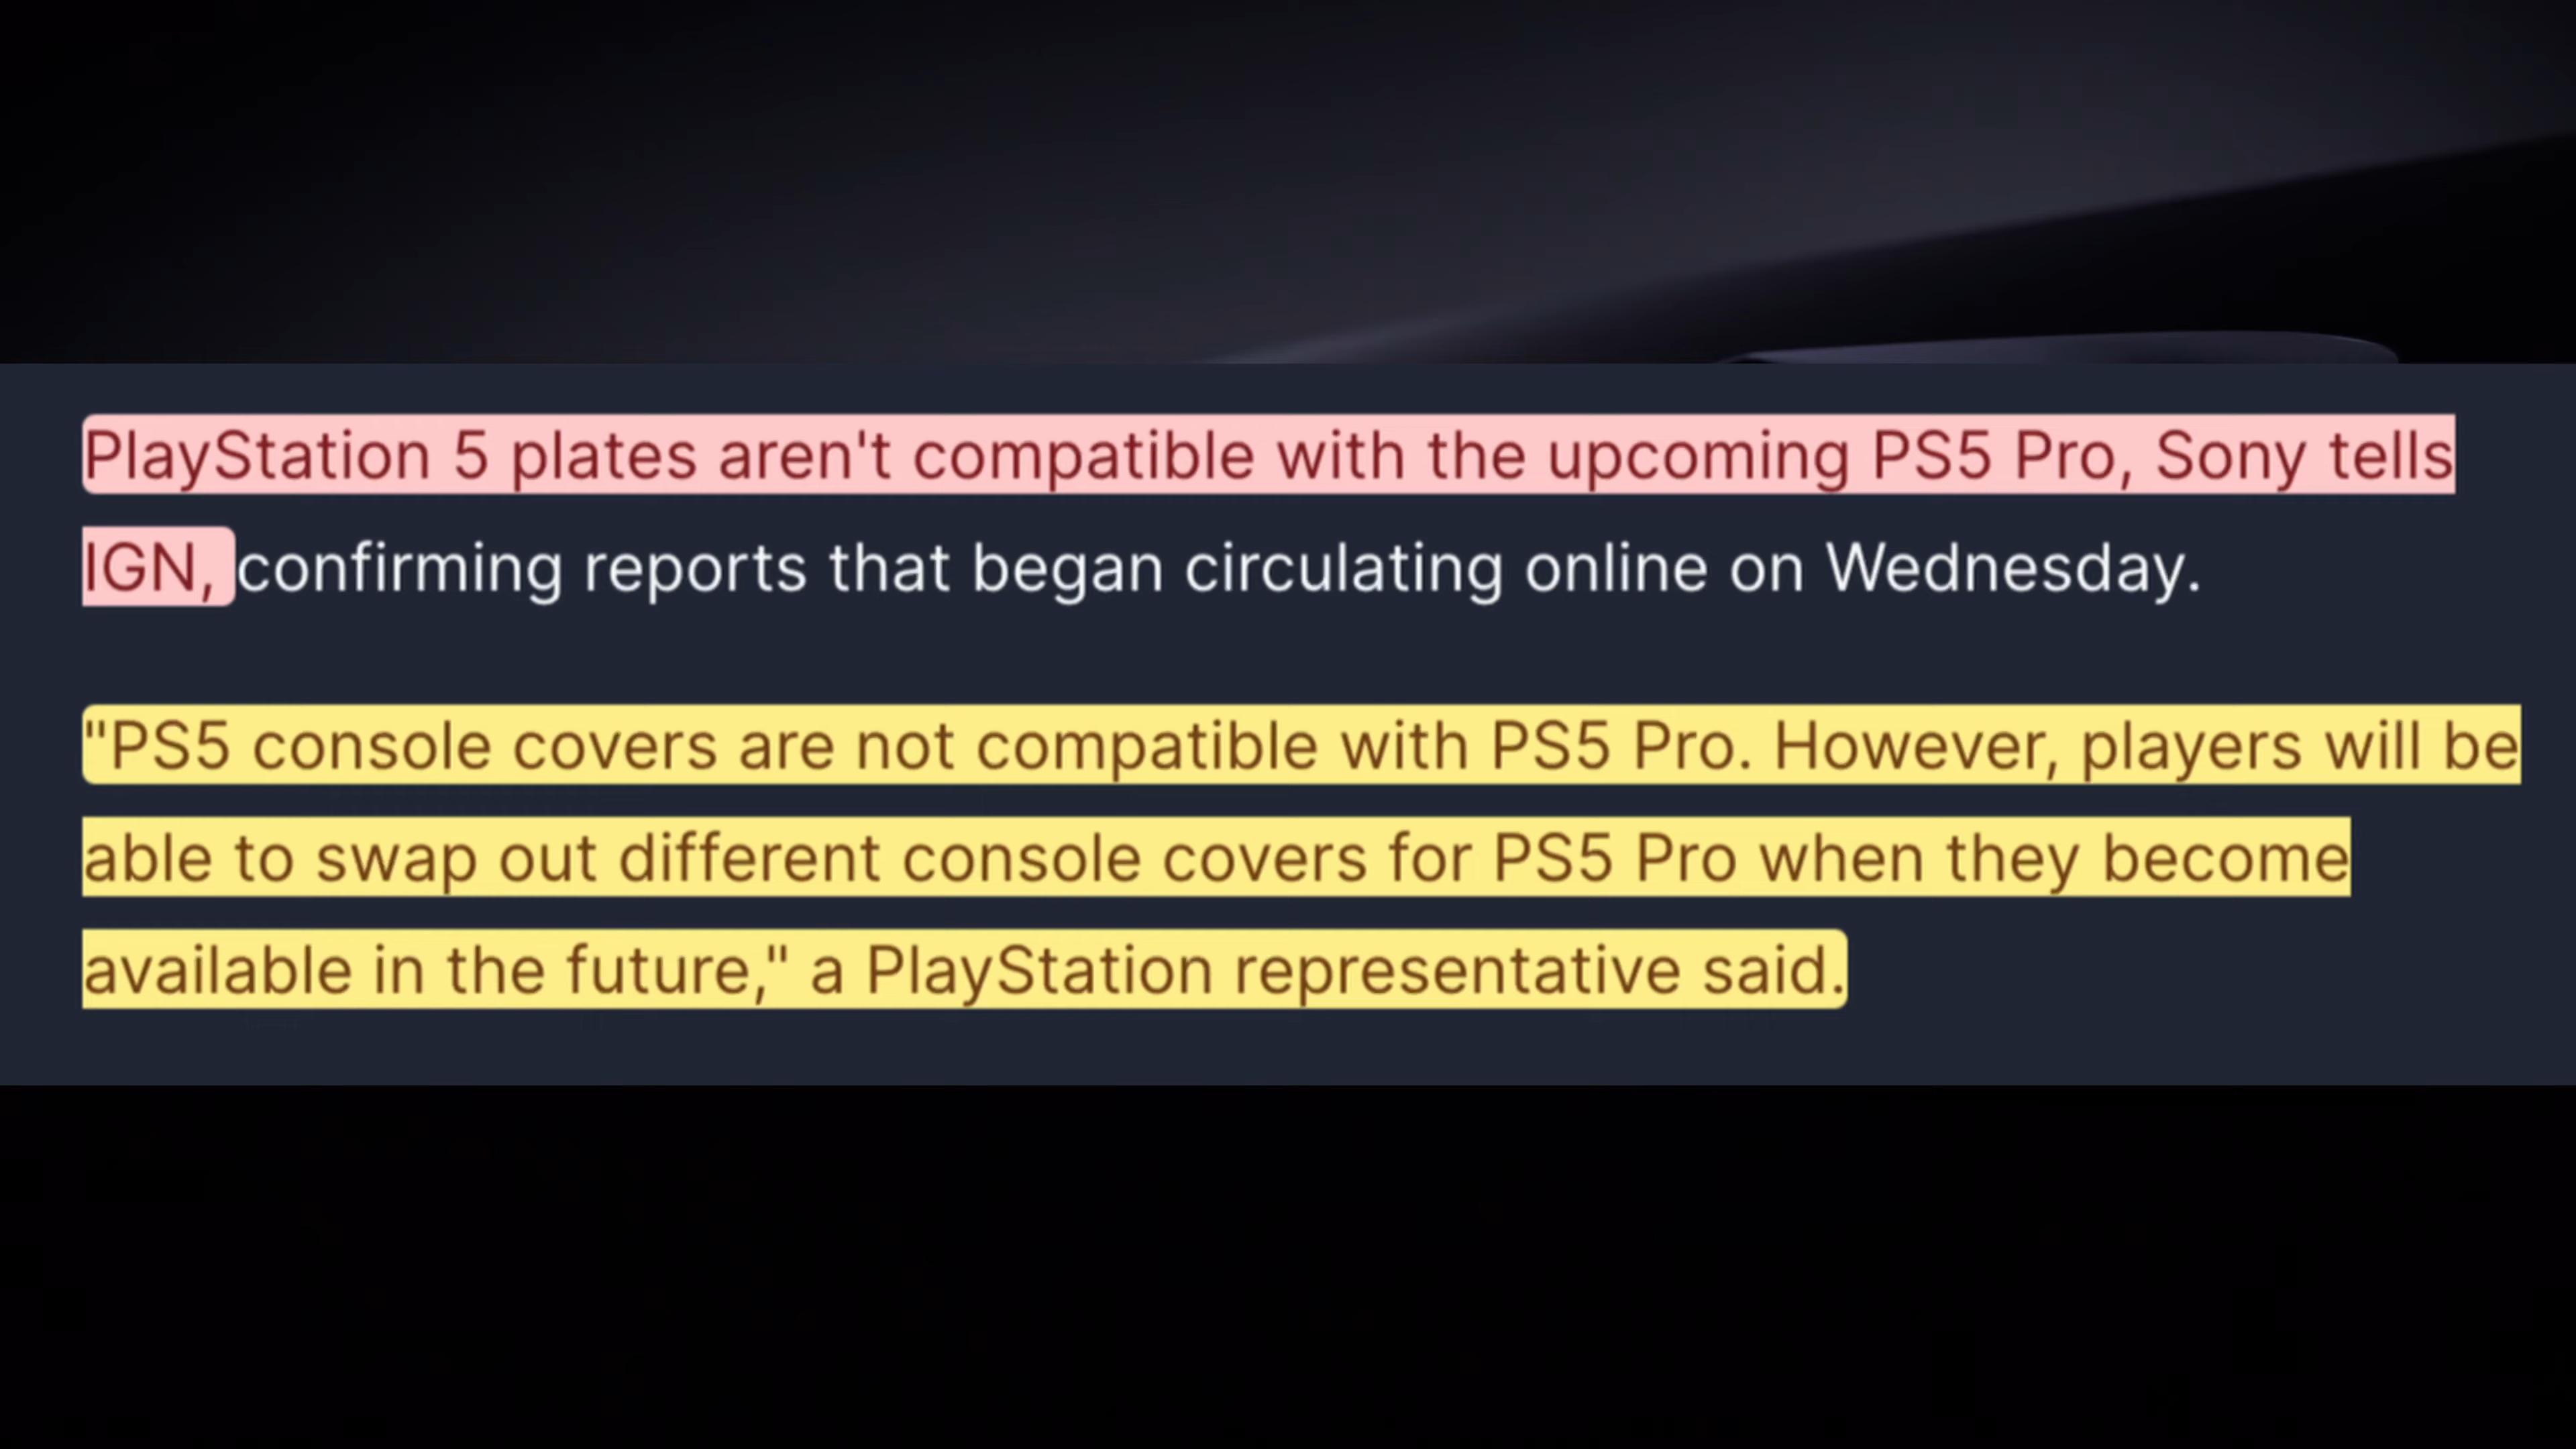 PlayStation 5 plates aren't compatible with the upcoming PS5 Pro, Sony tells
IGN, confirming reports that began circulating online on Wednesday.
"PS5 console covers are not compatible with PS5 Pro. However, players will be
able to swap out different console covers for PS5 Pro when they become
available in the future," a PlayStation representative said.